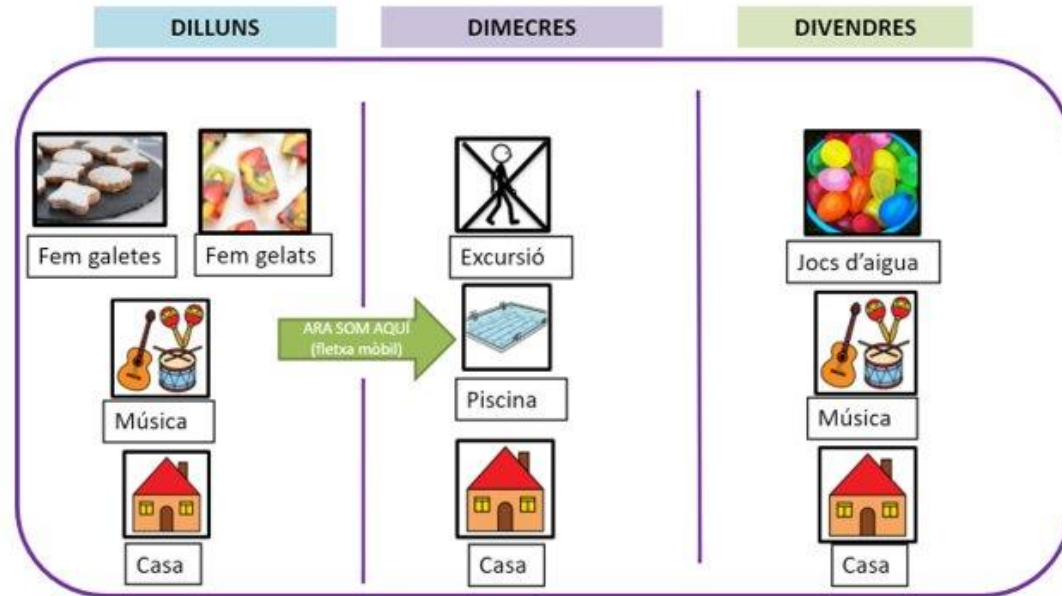 DILLUNS
DIMECRES
DIVENDRES
Fem galetes
Fem gelats
Excursió
Jocs d'aigua
ARA SOM AQUÍ
(fletxa mòbil)
Música
Piscina
Música
Casa
Casa
Casa